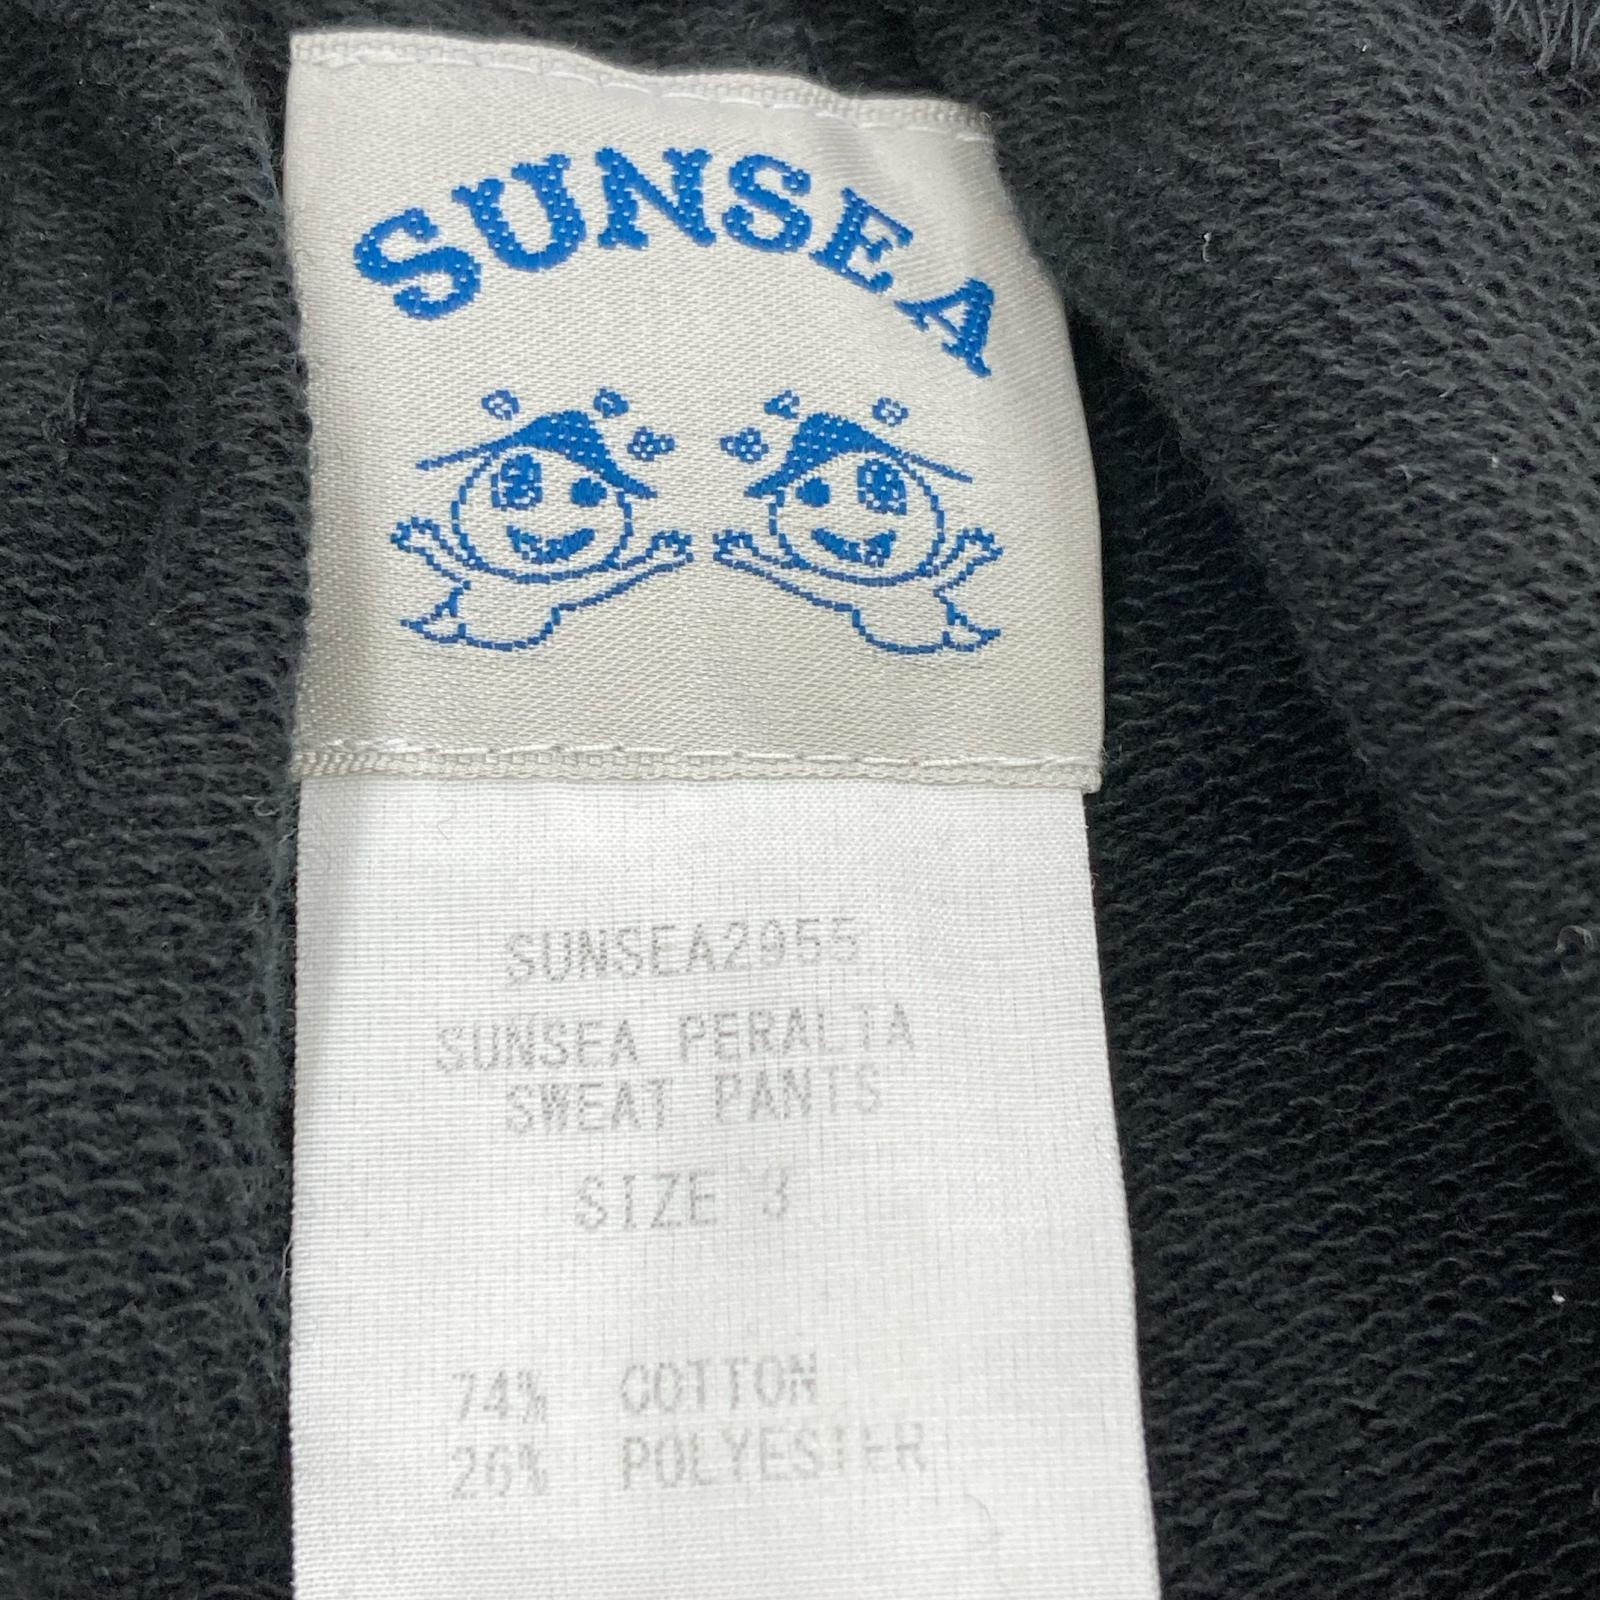 SUNSEA
SUNSEA2955
SUNSEA PERALTA
SWEAT PANTS
SIZE 3
74% COTTON
26% POLYESTER